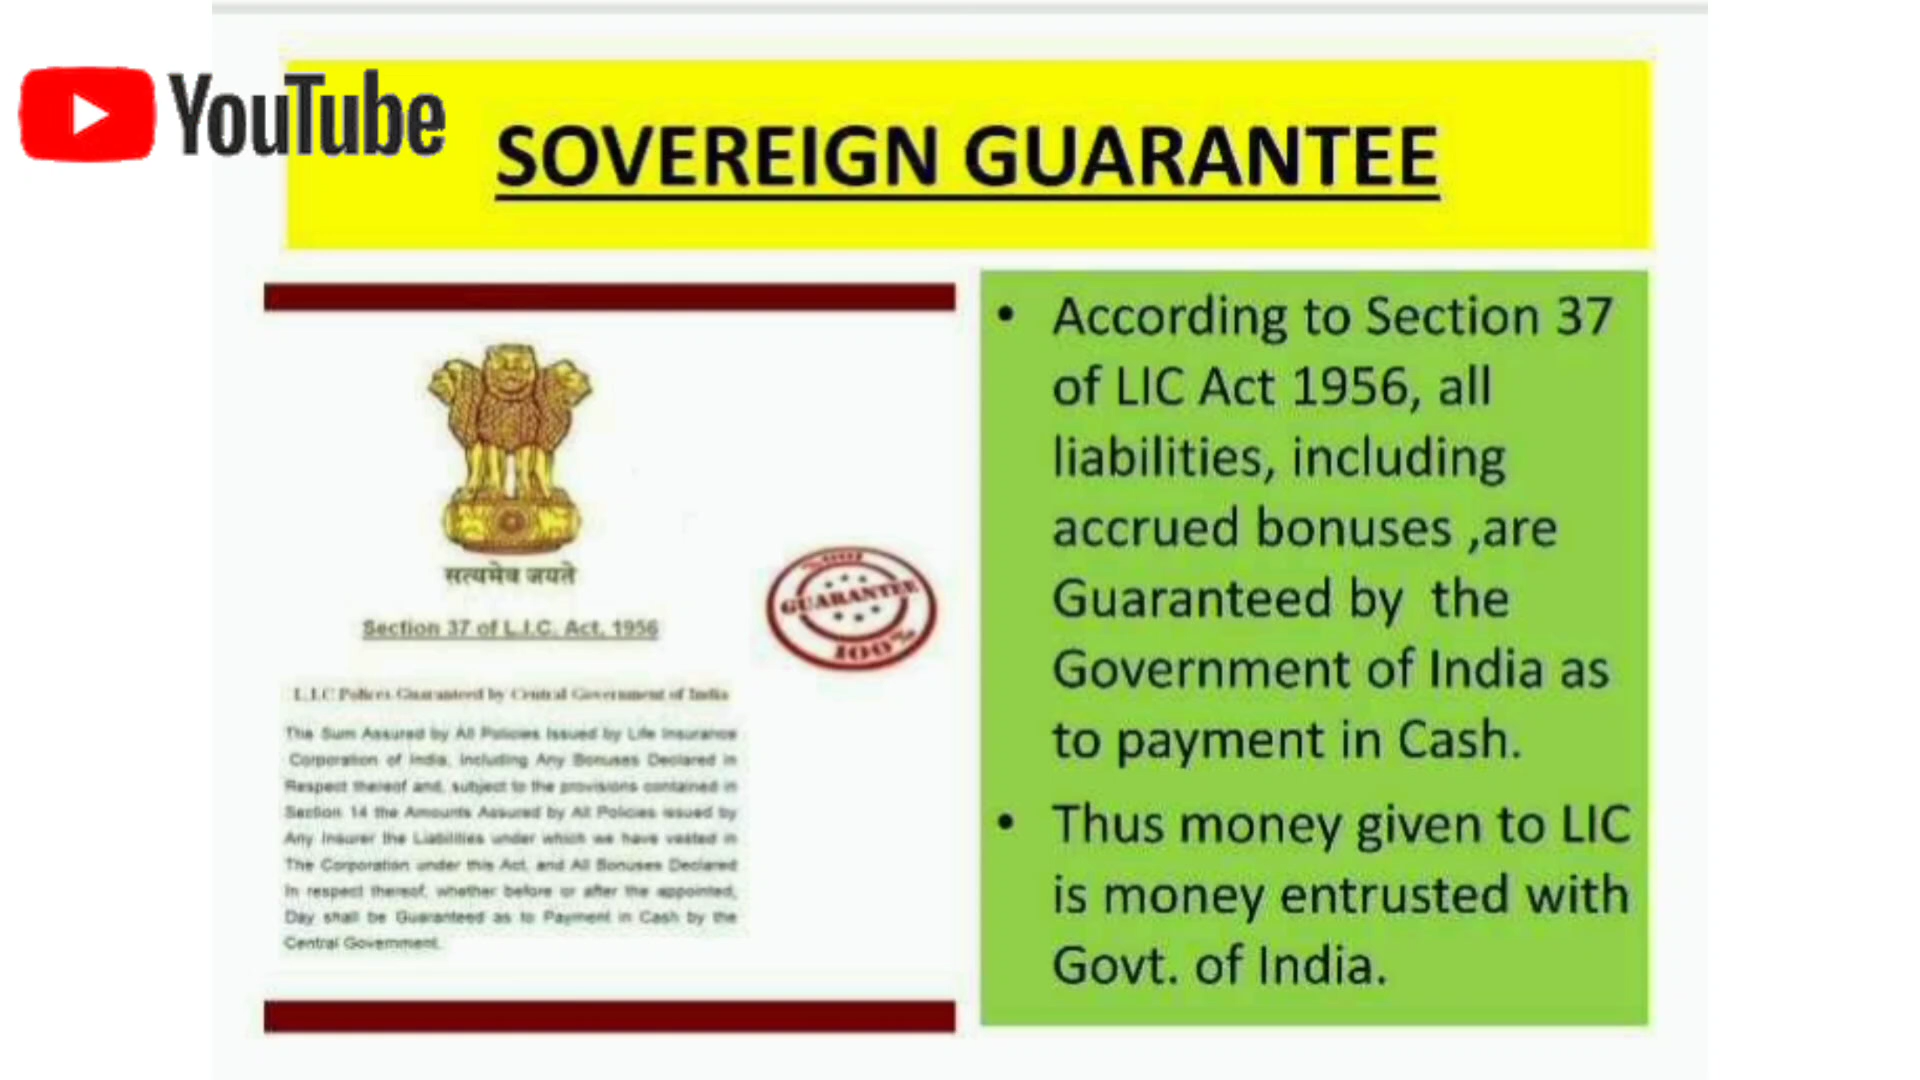 YouTube
SOVEREIGN GUARANTEE
सत्यमेव जयते
Section 37 of L.I.C. Act, 1956
GUARANTEE
100%
L.I.C Polices Guaranteed by Central Government of India
The Sum Assured by All Policies Issued by Life Insurance
Corporation of India, Including Any Bonuses Declared in
Respect thereof and, subject to the provisions contained in
Section 14 the Amounts Assured by All Policies issued by
Any Insurer the Liabilities under which we have vested in
The Corporation under this Act, and All Bonuses Declared
In respect thereof, whether before or after the appointed,
Day shall be Guaranteed as to Payment in Cash by the
Central Government.
• According to Section 37
of LIC Act 1956, all
liabilities, including
accrued bonuses ,are
Guaranteed by the
Government of India as
to payment in Cash.
• Thus money given to LIC
is money entrusted with
Govt. of India.